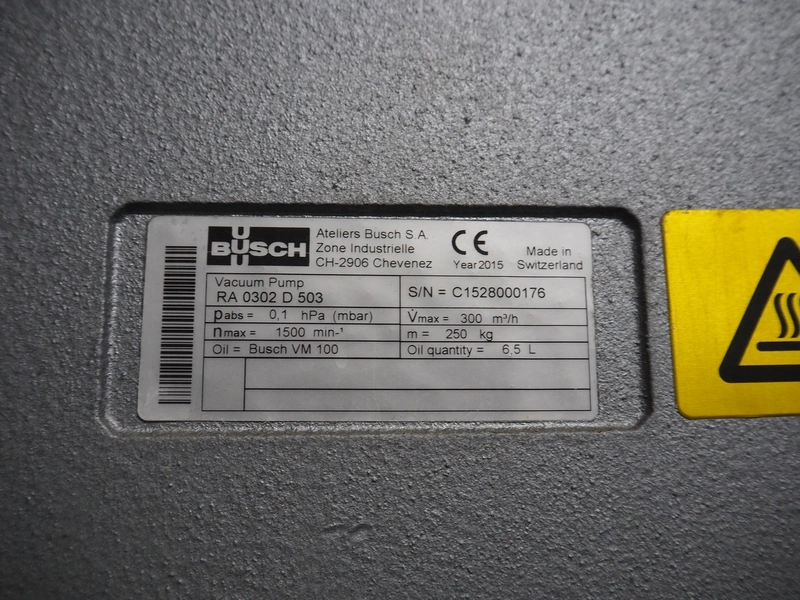 BUSCH
Ateliers Busch S.A.
Zone Industrielle
CH-2906 Chevenez
CE
Year 2015
Made in
Switzerland
Vacuum Pump
RA 0302 D 503
S/N = C1528000176
pabs = 0,1 hPa (mbar)
V̇max = 300 m³/h
nmax = 1500 min-¹
m = 250 kg
Oil = Busch VM 100
Oil quantity = 6,5 L